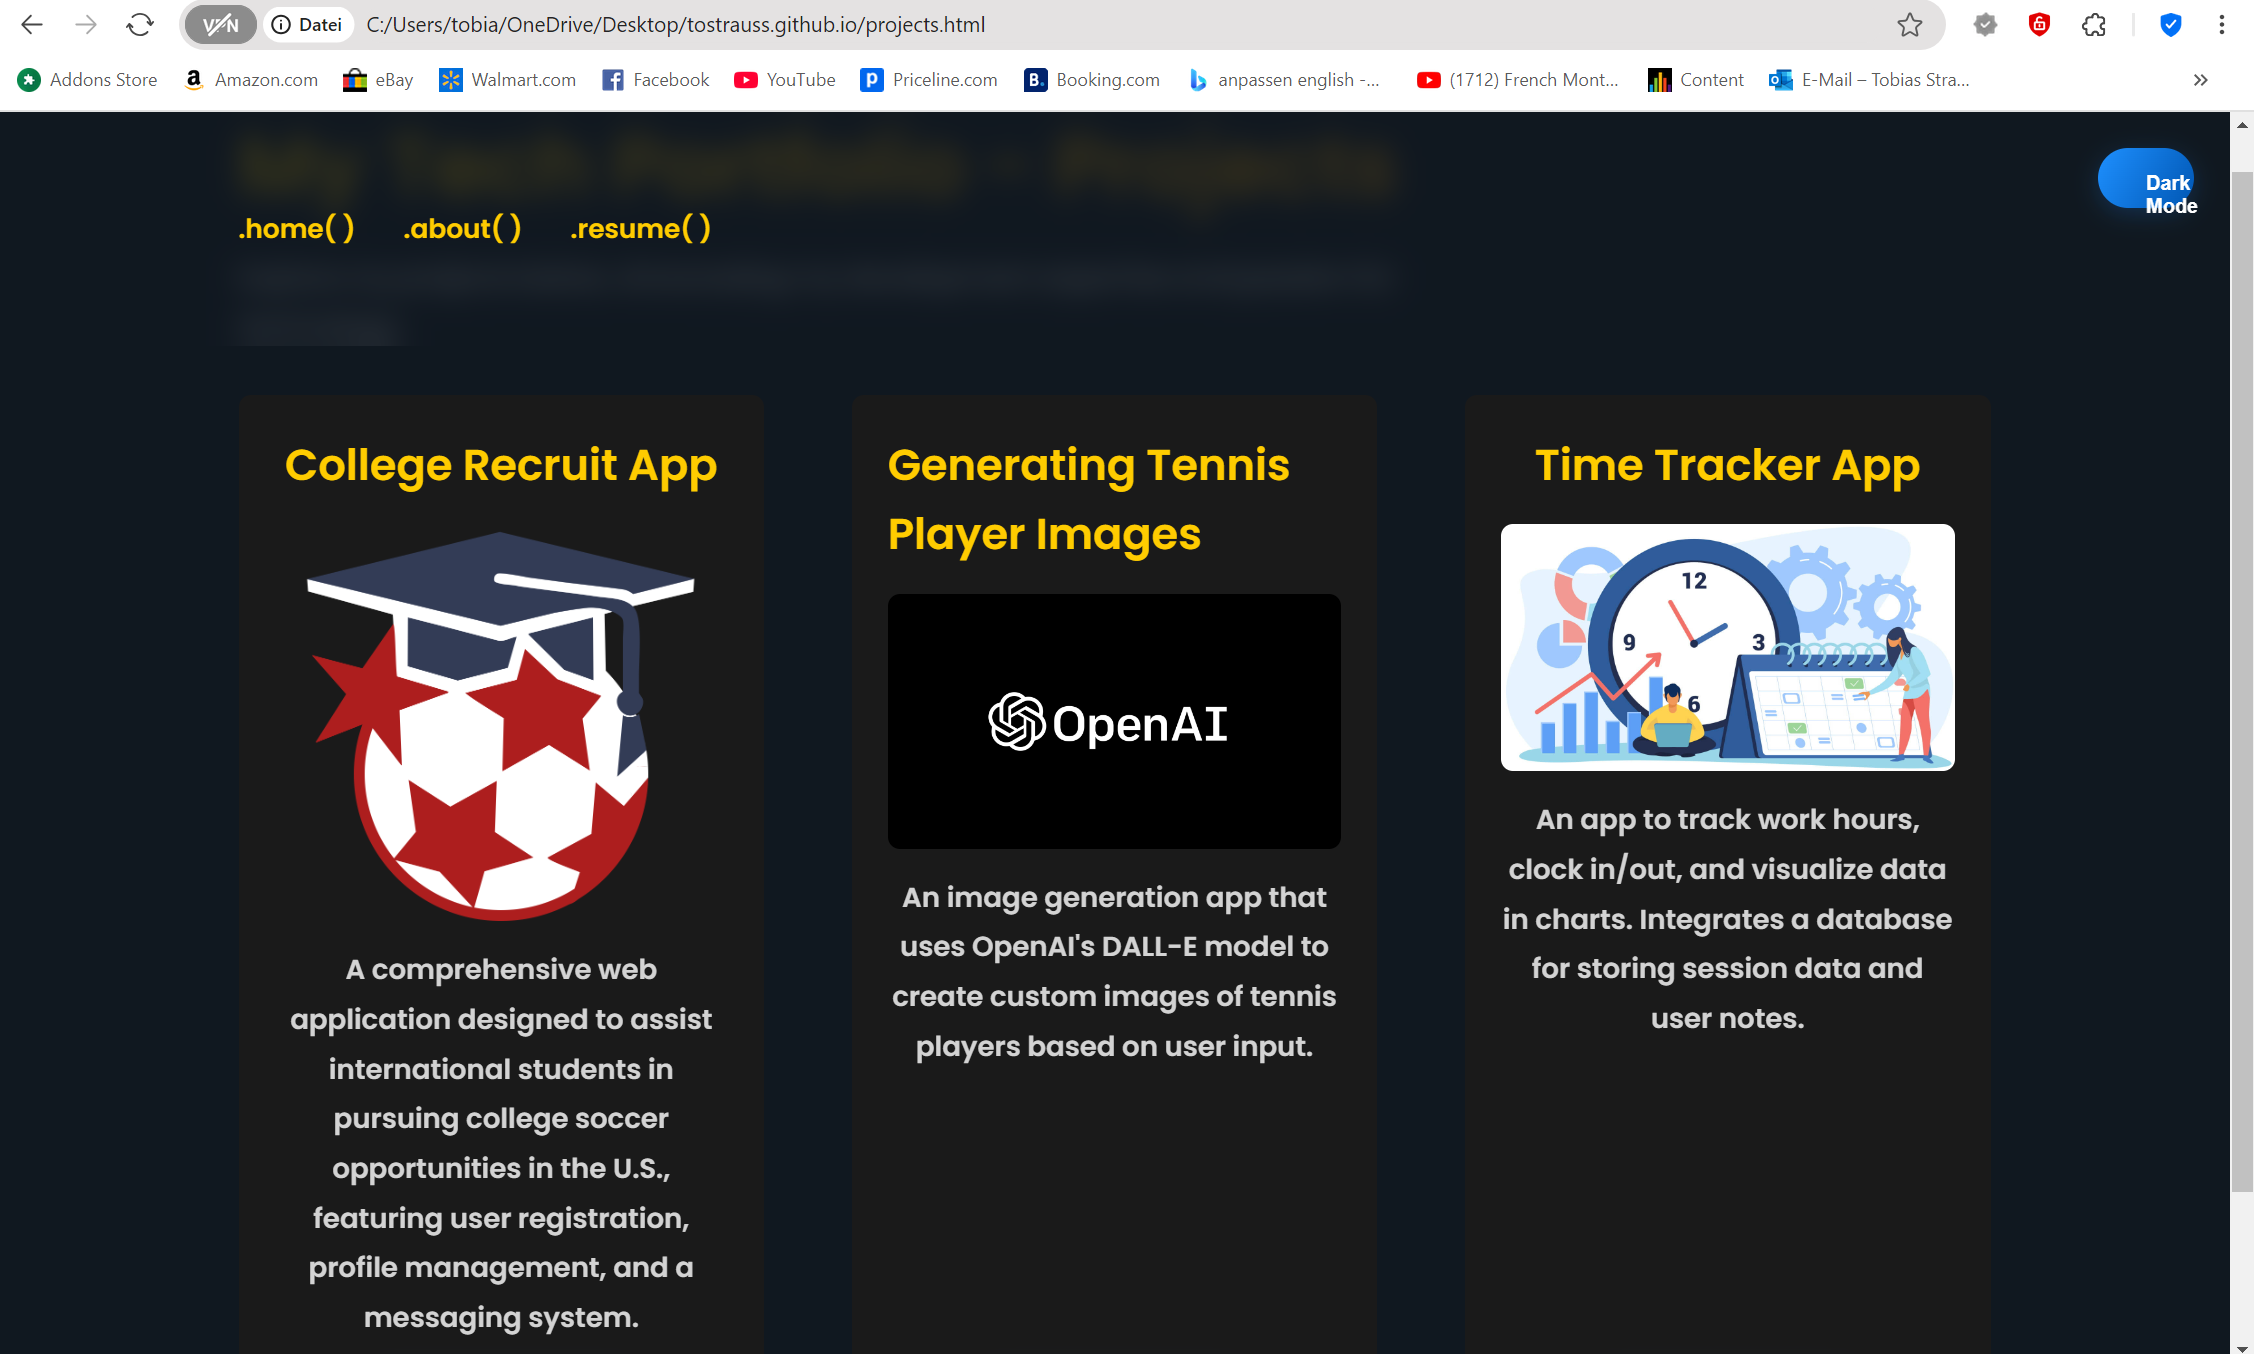 VPN Datei C:/Users/tobia/OneDrive/Desktop/tostrauss.github.io/projects.html
Addons Store Amazon.com eBay Walmart.com Facebook YouTube Priceline.com Booking.com anpassen english -... (1712) French Mont... Content E-Mail – Tobias Stra... »
My Tech Portfolio - Projects
Dark
Mode
.home( ) .about( ) .resume( )
College Recruit App
A comprehensive web
application designed to assist
international students in
pursuing college soccer
opportunities in the U.S.,
featuring user registration,
profile management, and a
messaging system.
Generating Tennis
Player Images
OpenAI
An image generation app that
uses OpenAI's DALL-E model to
create custom images of tennis
players based on user input.
Time Tracker App
12
9 3
6
An app to track work hours,
clock in/out, and visualize data
in charts. Integrates a database
for storing session data and
user notes.